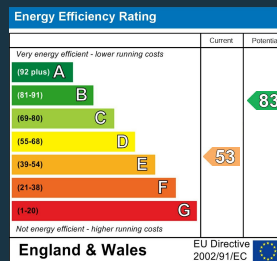 Energy Efficiency Rating
Current
Potentia
Very energy efficient - lower running costs
(92 plus) A
(81-91) B
83
(69-80) C
(55-68) D
(39-54) E
53
(21-38) F
(1-20) G
Not energy efficient - higher running costs
England & Wales
EU Directive
2002/91/EC